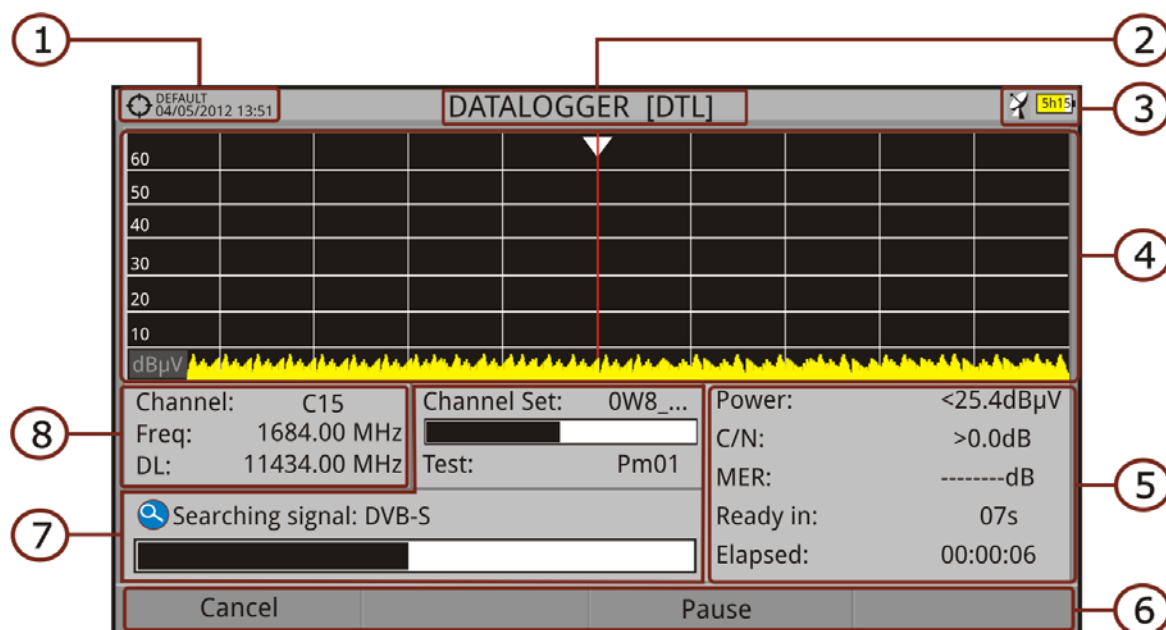 1
2
3
DEFAULT
04/05/2012 13:51
DATALOGGER [DTL]
5h15
60
50
40
30
20
10
dBµV
4
Channel: C15
Freq: 1684.00 MHz
DL: 11434.00 MHz
8
Channel Set: 0W8_...
Test: Pm01
Power: <25.4dBµV
C/N: >0.0dB
MER: --------dB
Ready in: 07s
Elapsed: 00:00:06
5
7
Searching signal: DVB-S
Cancel
Pause
6